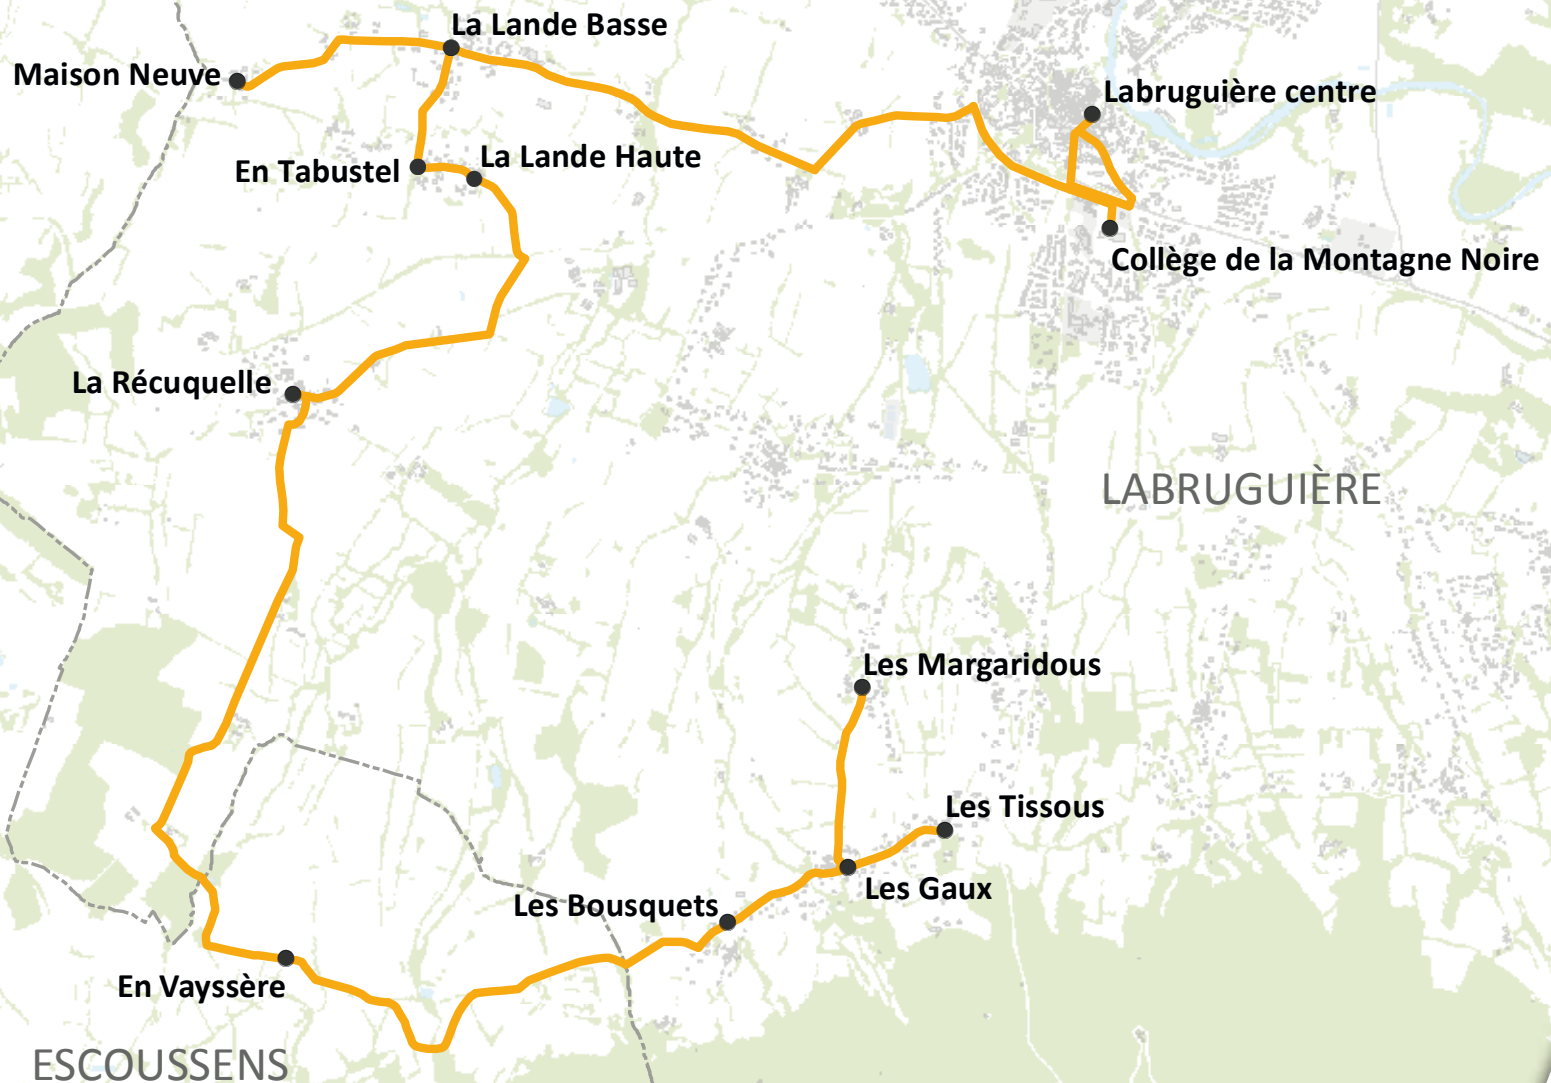 La Lande Basse
Maison Neuve
Labruguière centre
En Tabustel
La Lande Haute
Collège de la Montagne Noire
La Récuquelle
LABRUGUIÈRE
Les Margaridous
Les Tissous
Les Gaux
Les Bousquets
En Vayssère
ESCOUSSENS